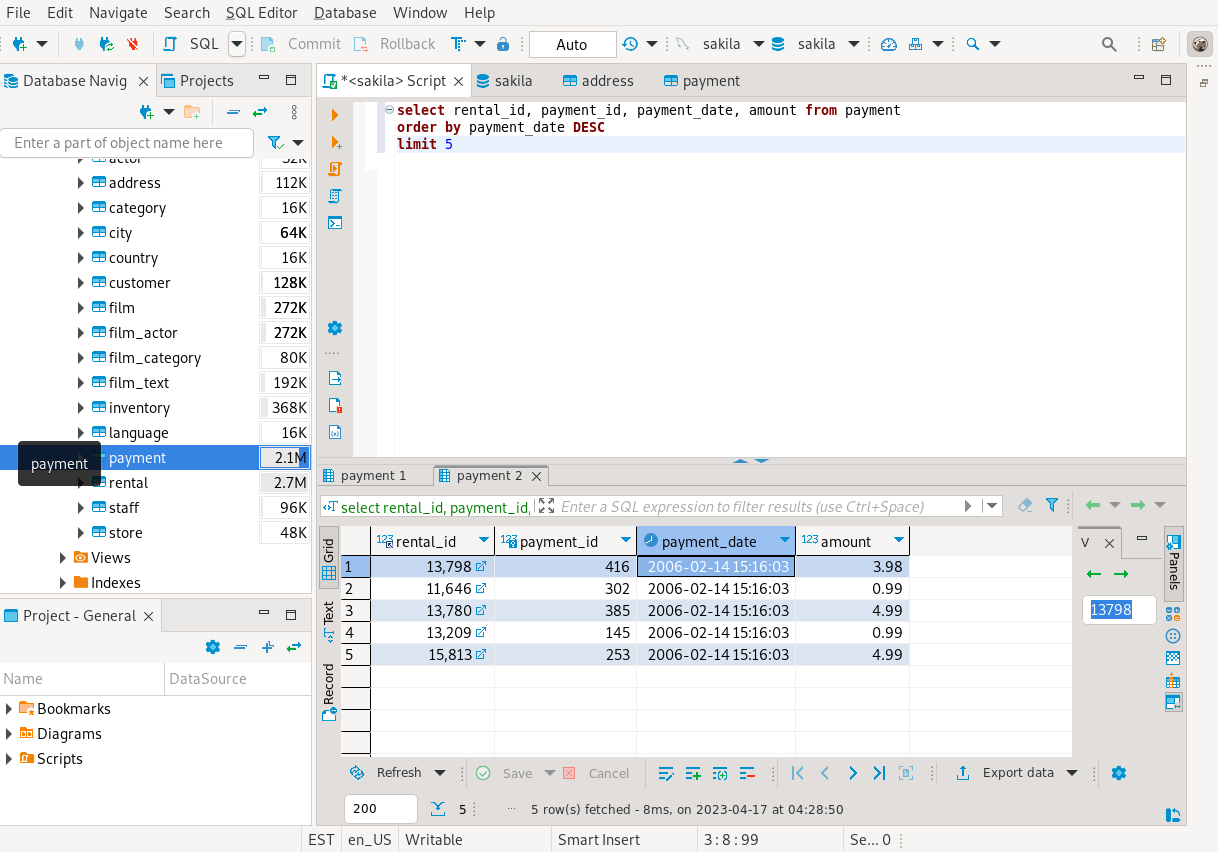 File Edit Navigate Search SQL Editor Database Window Help
SQL Commit Rollback Auto sakila sakila
Database Navig Projects
Enter a part of object name here
actor 32K
address 112K
category 16K
city 64K
country 16K
customer 128K
film 272K
film_actor 272K
film_category 80K
film_text 192K
inventory 368K
language 16K
payment 2.1M
payment
rental 2.7M
staff 96K
store 48K
Views
Indexes
Project - General
Name DataSource
Bookmarks
Diagrams
Scripts
*<sakila> Script sakila address payment
select rental_id, payment_id, payment_date, amount from payment
order by payment_date DESC
limit 5
payment 1 payment 2
select rental_id, payment_id, Enter a SQL expression to filter results (use Ctrl+Space)
Grid
Text
Record
123 rental_id 123 payment_id payment_date 123 amount
1 13,798 416 2006-02-14 15:16:03 3.98
2 11,646 302 2006-02-14 15:16:03 0.99
3 13,780 385 2006-02-14 15:16:03 4.99
4 13,209 145 2006-02-14 15:16:03 0.99
5 15,813 253 2006-02-14 15:16:03 4.99
V
13798
Panels
Refresh Save Cancel Export data
200 5 ... 5 row(s) fetched - 8ms, on 2023-04-17 at 04:28:50
EST en_US Writable Smart Insert 3 : 8 : 99 Se... 0